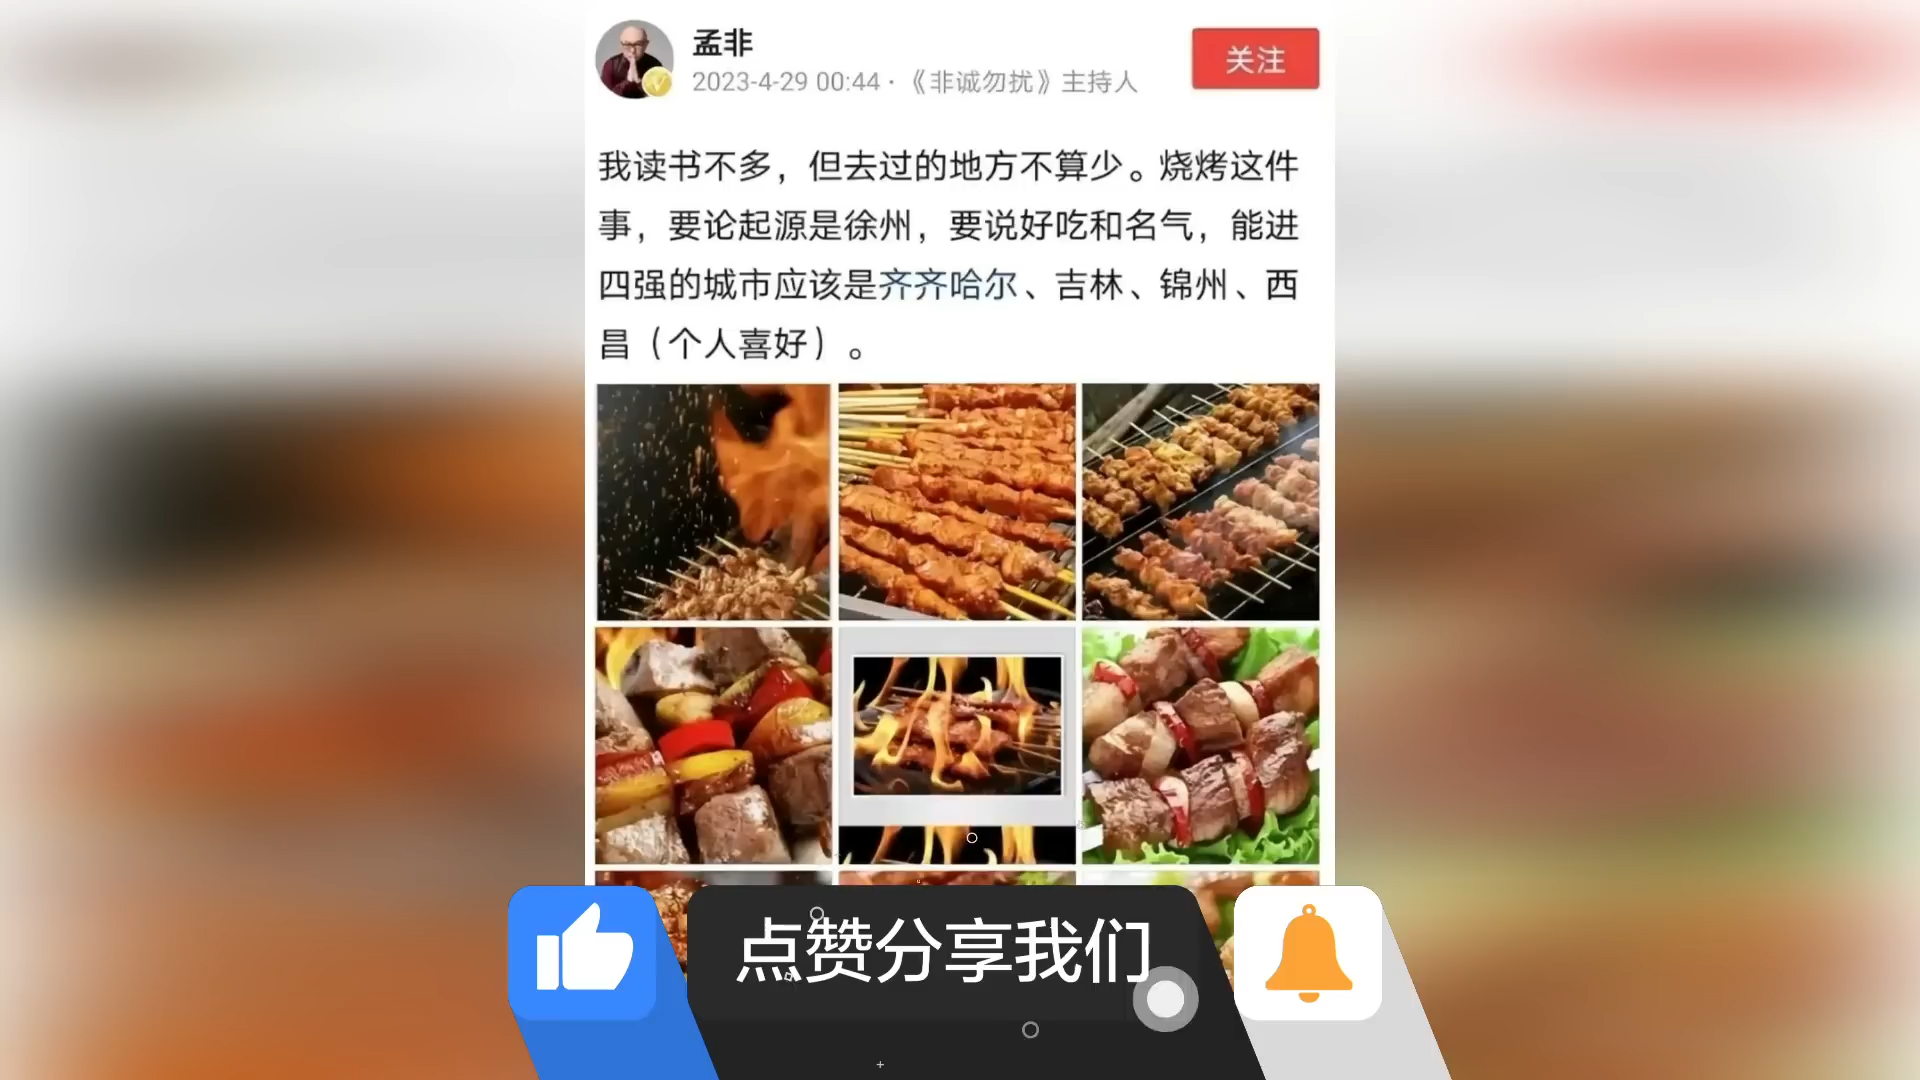 孟非
2023-4-29 00:44 · 《非诚勿扰》主持人
关注
我读书不多，但去过的地方不算少。烧烤这件
事，要论起源是徐州，要说好吃和名气，能进
四强的城市应该是齐齐哈尔、吉林、锦州、西
昌（个人喜好）。
点赞分享我们